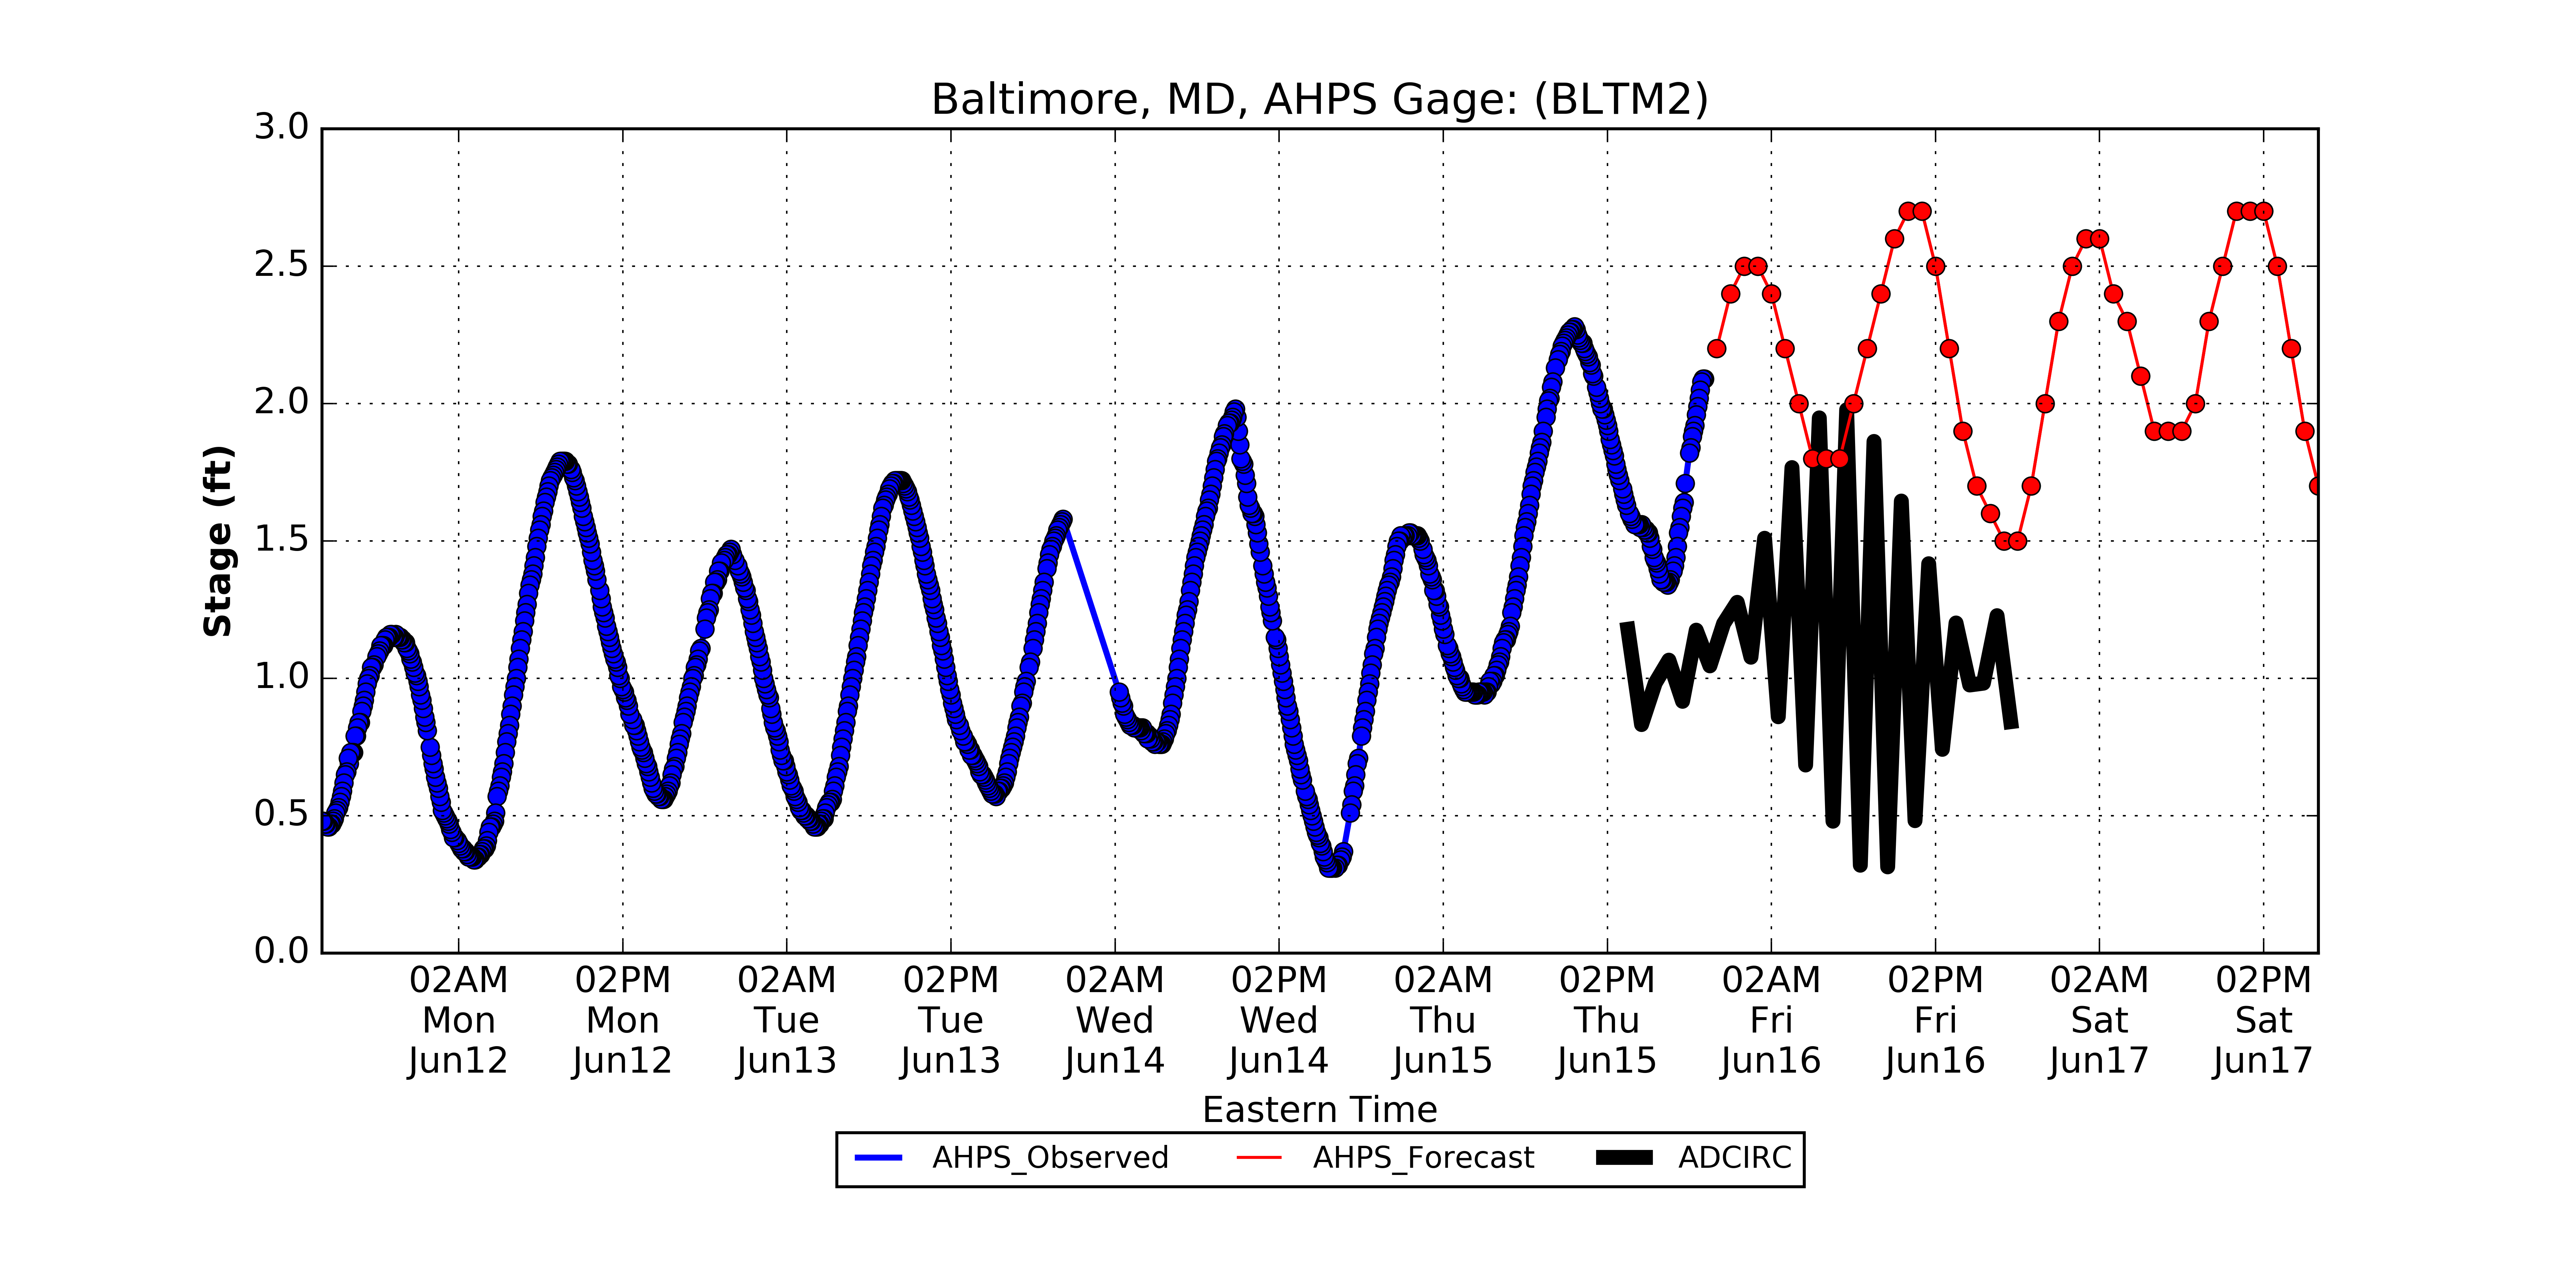 Baltimore, MD, AHPS Gage: (BLTM2)
Stage (ft)
3.0
2.5
2.0
1.5
1.0
0.5
0.0
02AM 02PM 02AM 02PM 02AM 02PM 02AM 02PM 02AM 02PM 02AM 02PM
Mon Mon Tue Tue Wed Wed Thu Thu Fri Fri Sat Sat
Jun12 Jun12 Jun13 Jun13 Jun14 Jun14 Jun15 Jun15 Jun16 Jun16 Jun17 Jun17
Eastern Time
AHPS_Observed AHPS_Forecast ADCIRC